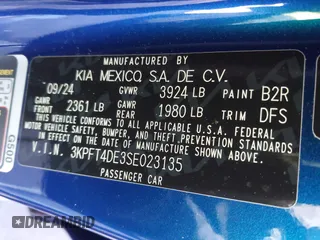 MANUFACTURED BY
KIA MEXICO, S.A. DE C.V.
09/24 GVWR 3924 LB PAINT B2R
GAWR FRONT 2361 LB GAWR REAR 1980 LB TRIM DFS
THIS VEHICLE CONFORMS TO ALL APPLICABLE U.S.A. FEDERAL
MOTOR VEHICLE SAFETY, BUMPER, AND THEFT
PREVENTION STANDARDS IN EFFECT ON THE DATE OF
MANUFACTURE SHOWN ABOVE.
V.I.N. 3KPFT4DE3SE023135
PASSENGER CAR
G500